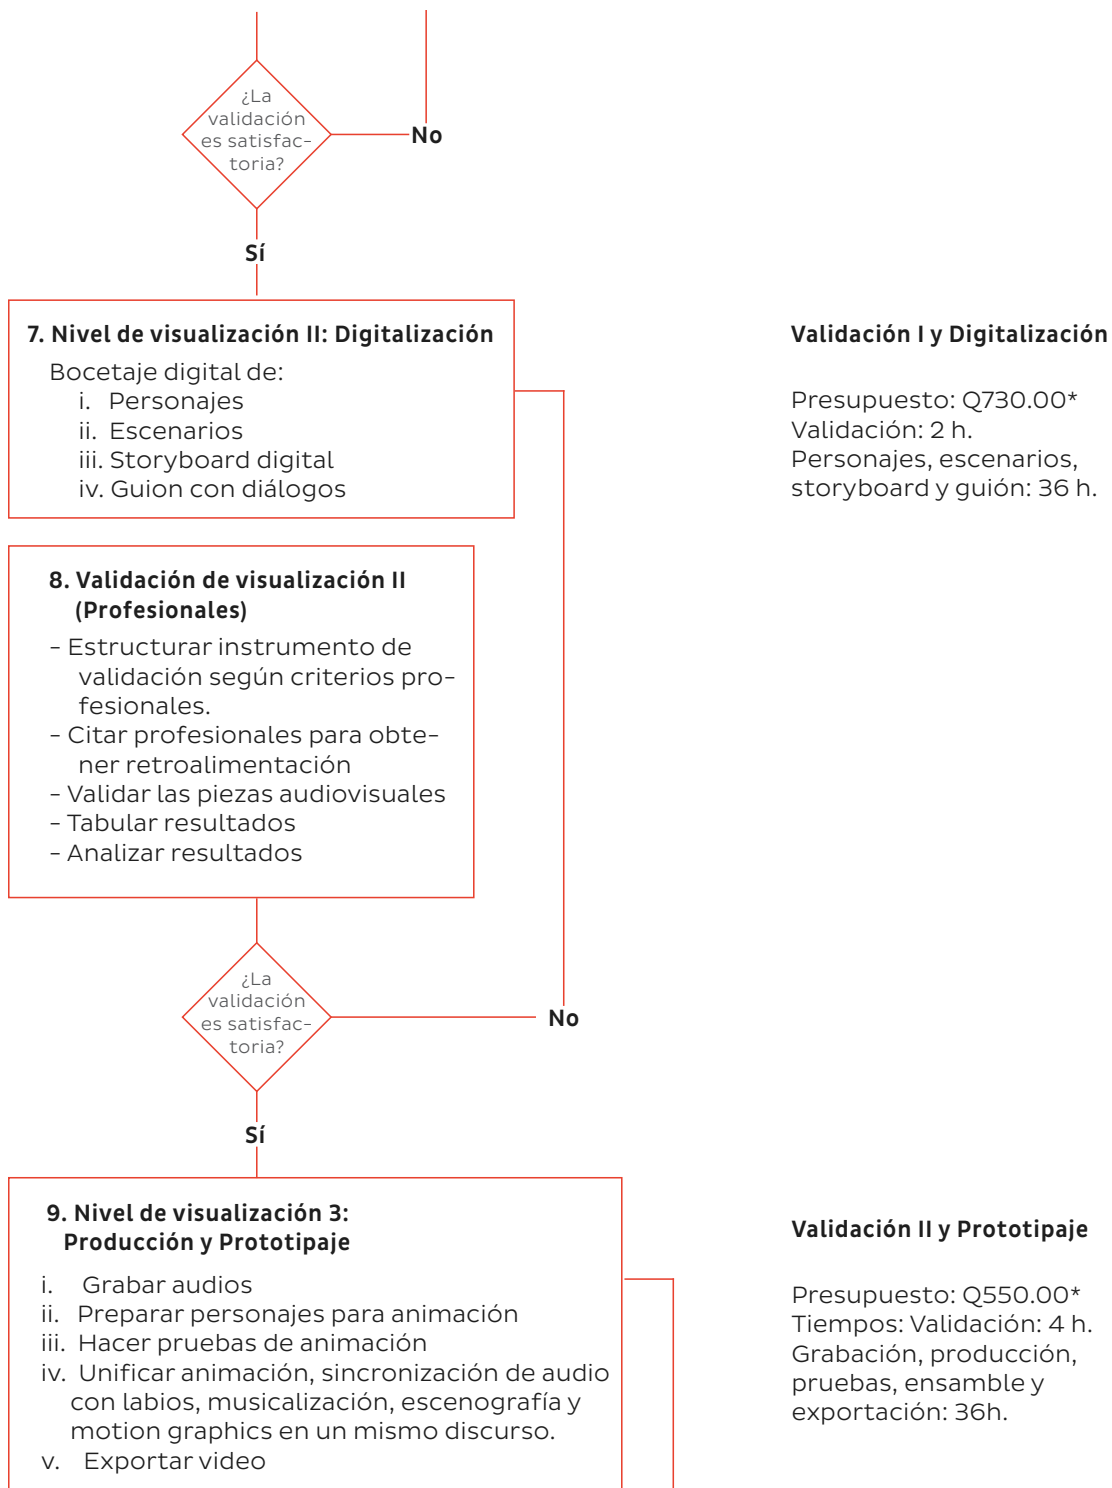 ¿La
validación
es satisfac-
toria?
No
Sí
7. Nivel de visualización II: Digitalización
Bocetaje digital de:
i. Personajes
ii. Escenarios
iii. Storyboard digital
iv. Guion con diálogos
Validación I y Digitalización
Presupuesto: Q730.00*
Validación: 2 h.
Personajes, escenarios,
storyboard y guión: 36 h.
8. Validación de visualización II
(Profesionales)
- Estructurar instrumento de
validación según criterios pro-
fesionales.
- Citar profesionales para obte-
ner retroalimentación
- Validar las piezas audiovisuales
- Tabular resultados
- Analizar resultados
¿La
validación
es satisfac-
toria?
No
Sí
9. Nivel de visualización 3:
Producción y Prototipaje
i. Grabar audios
ii. Preparar personajes para animación
iii. Hacer pruebas de animación
iv. Unificar animación, sincronización de audio
con labios, musicalización, escenografía y
motion graphics en un mismo discurso.
v. Exportar video
Validación II y Prototipaje
Presupuesto: Q550.00*
Tiempos: Validación: 4 h.
Grabación, producción,
pruebas, ensamble y
exportación: 36h.